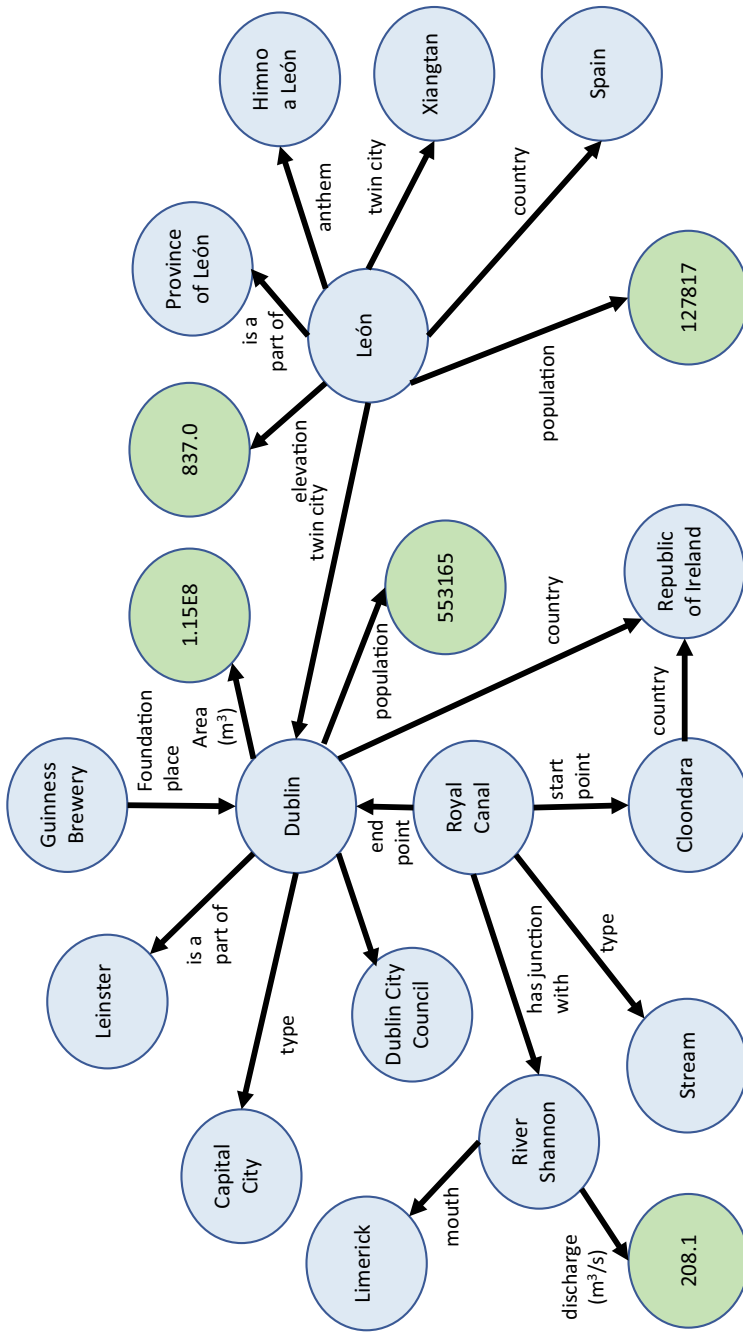 Limerick
mouth
discharge
(m³/s)
208.1
River
Shannon
Capital
City
type
Leinster
is a
part of
Dublin City
Council
has junction
with
Stream
type
Guinness
Brewery
Foundation
place
Area
(m³)
1.15E8
Dublin
end
point
Royal
Canal
start
point
Cloondara
country
Republic
of Ireland
country
population
553165
twin city
elevation
837.0
is a
part of
Province
of León
León
anthem
Himno
a León
twin city
Xiangtan
country
Spain
population
127817